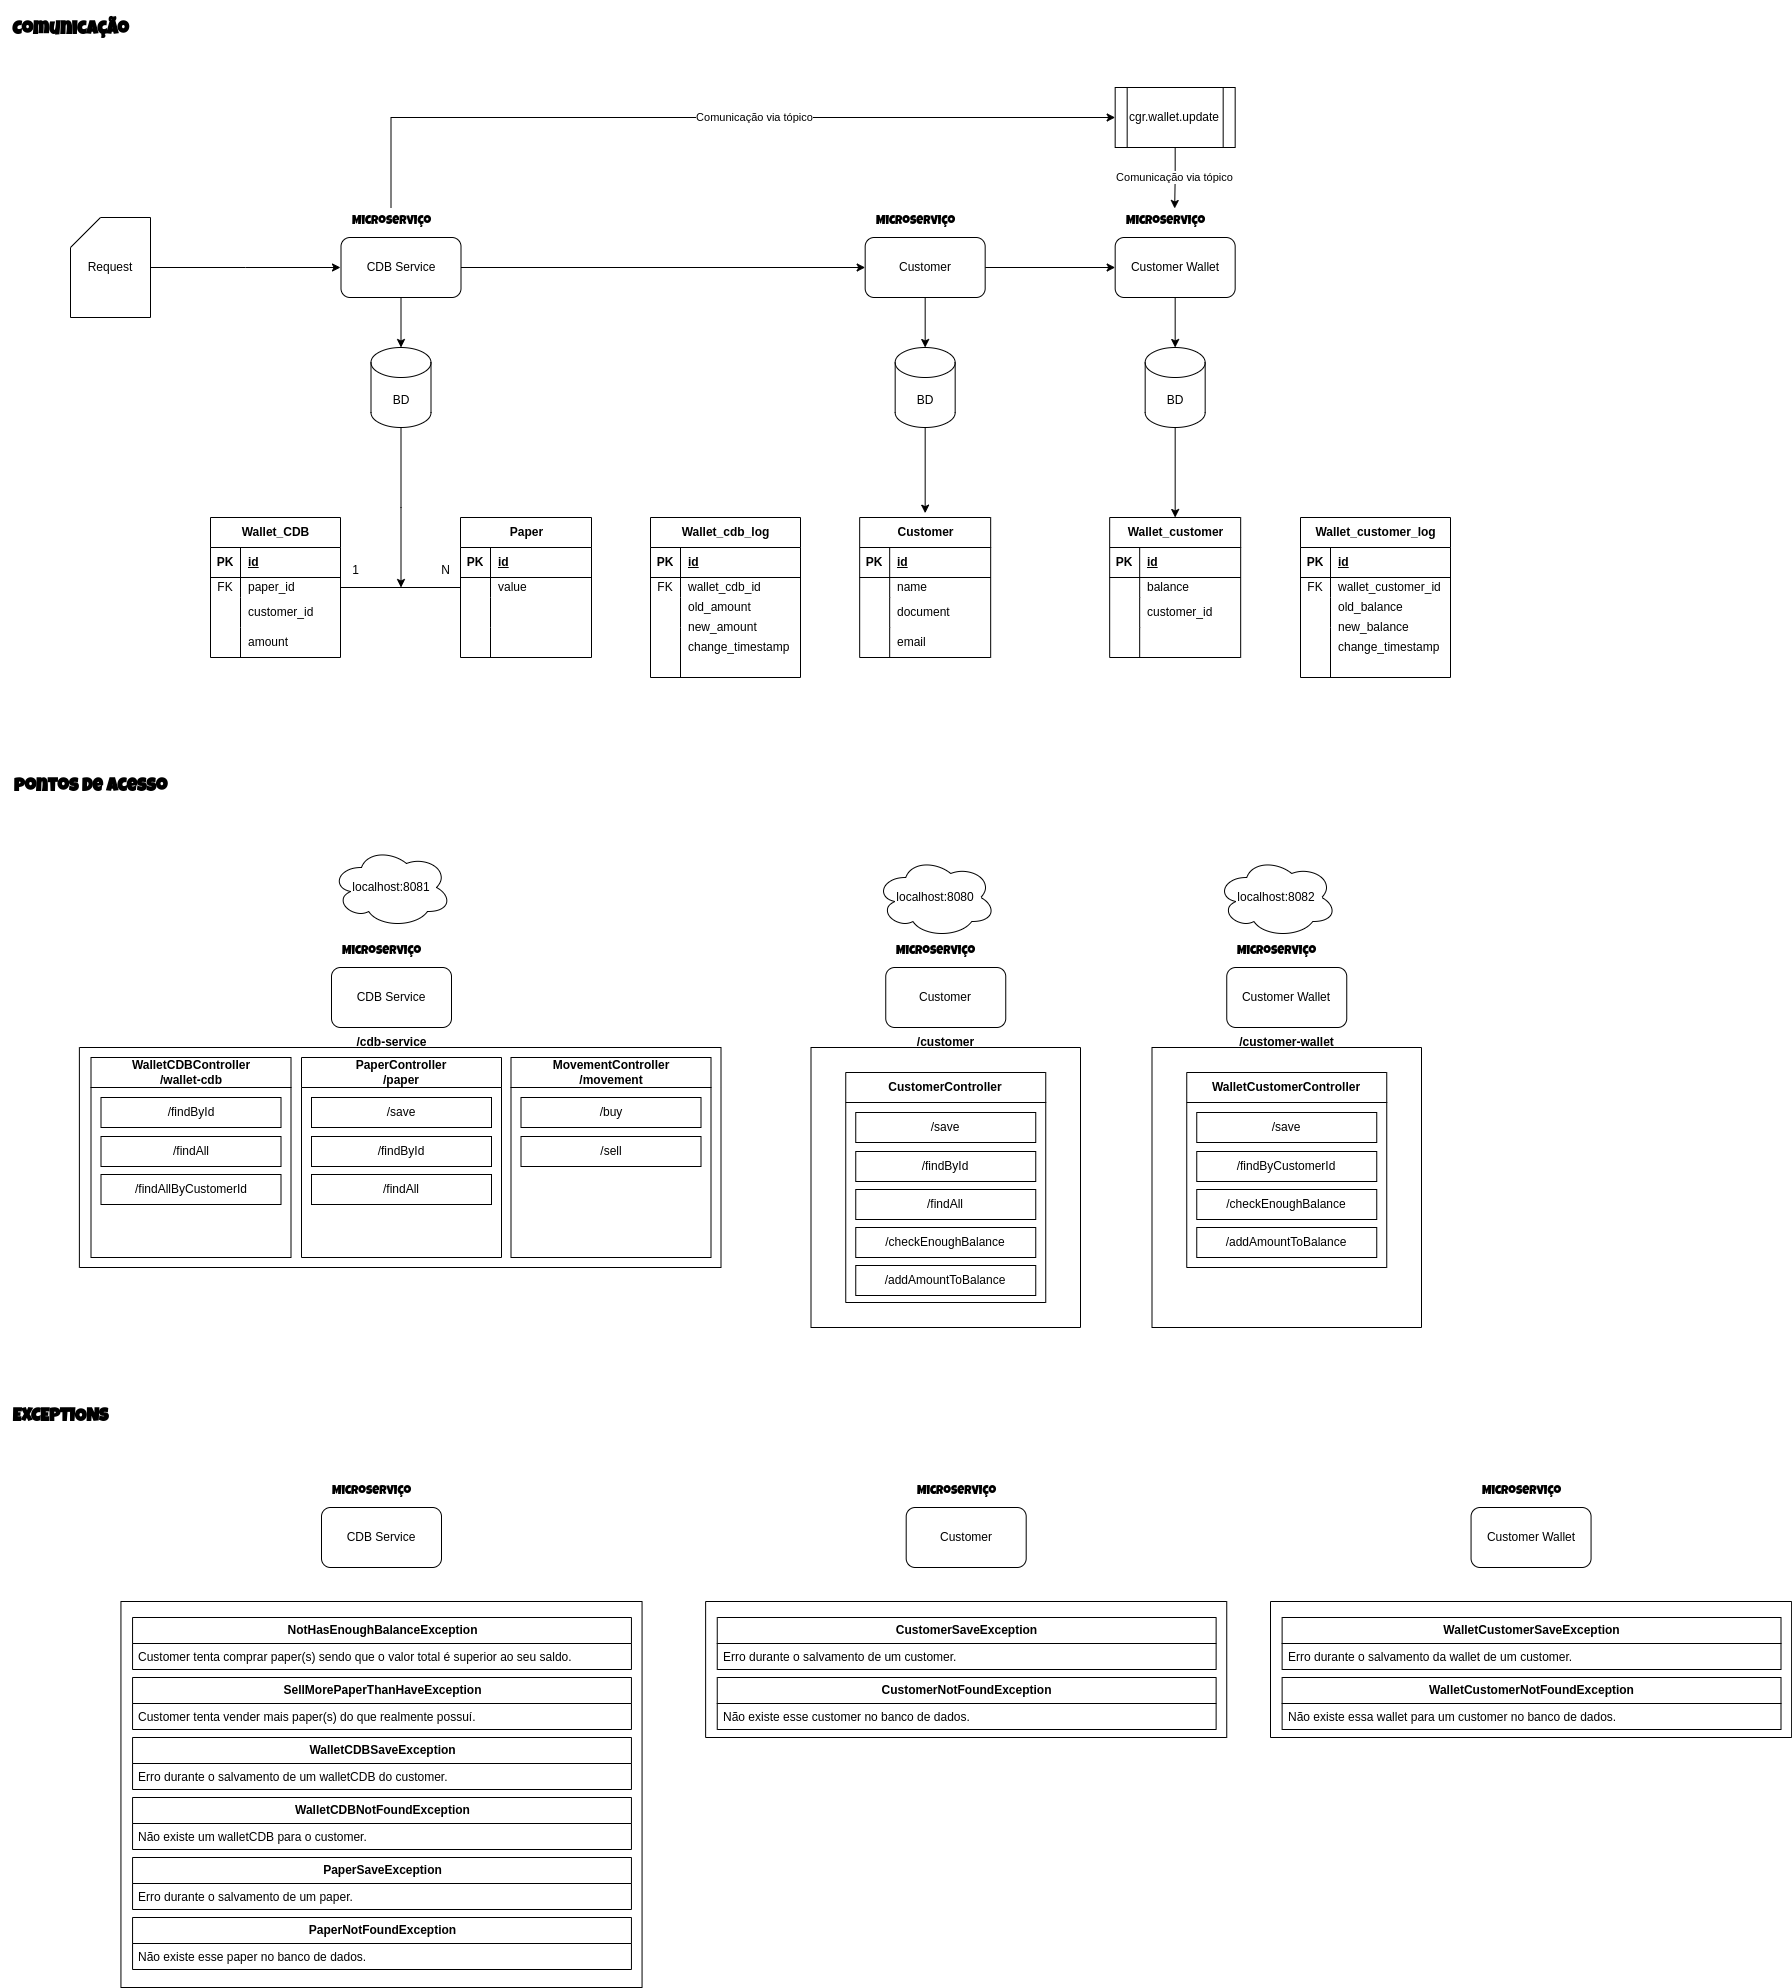 Comunicação
Comunicação via tópico
cgr.wallet.update
Comunicação via tópico
Microserviço
Microserviço
Microserviço
Request
CDB Service
Customer
Customer Wallet
BD
BD
BD
Wallet_CDB
PK id
FK paper_id
customer_id
amount
1
N
Paper
PK id
value
Wallet_cdb_log
PK id
FK wallet_cdb_id
old_amount
new_amount
change_timestamp
Customer
PK id
name
document
email
Wallet_customer
PK id
balance
customer_id
Wallet_customer_log
PK id
FK wallet_customer_id
old_balance
new_balance
change_timestamp
Pontos de acesso
localhost:8081
Microserviço
CDB Service
/cdb-service
WalletCDBController
/wallet-cdb
/findById
/findAll
/findAllByCustomerId
PaperController
/paper
/save
/findById
/findAll
MovementController
/movement
/buy
/sell
localhost:8080
Microserviço
Customer
/customer
CustomerController
/save
/findById
/findAll
/checkEnoughBalance
/addAmountToBalance
localhost:8082
Microserviço
Customer Wallet
/customer-wallet
WalletCustomerController
/save
/findByCustomerId
/checkEnoughBalance
/addAmountToBalance
EXCEPTIONS
Microserviço
CDB Service
NotHasEnoughBalanceException
Customer tenta comprar paper(s) sendo que o valor total é superior ao seu saldo.
SellMorePaperThanHaveException
Customer tenta vender mais paper(s) do que realmente possuí.
WalletCDBSaveException
Erro durante o salvamento de um walletCDB do customer.
WalletCDBNotFoundException
Não existe um walletCDB para o customer.
PaperSaveException
Erro durante o salvamento de um paper.
PaperNotFoundException
Não existe esse paper no banco de dados.
Microserviço
Customer
CustomerSaveException
Erro durante o salvamento de um customer.
CustomerNotFoundException
Não existe esse customer no banco de dados.
Microserviço
Customer Wallet
WalletCustomerSaveException
Erro durante o salvamento da wallet de um customer.
WalletCustomerNotFoundException
Não existe essa wallet para um customer no banco de dados.